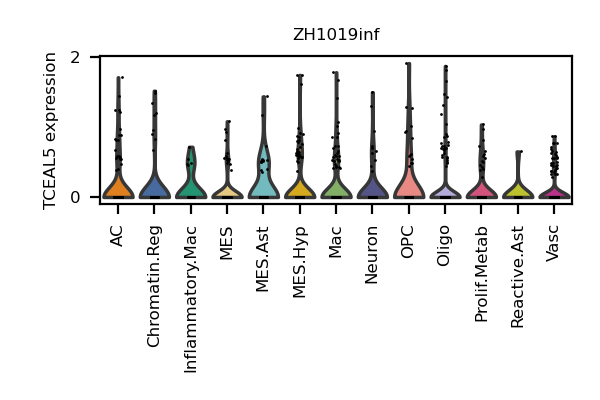 ZH1019inf
TCEAL5 expression
2
0
AC
Chromatin.Reg
Inflammatory.Mac
MES
MES.Ast
MES.Hyp
Mac
Neuron
OPC
Oligo
Prolif.Metab
Reactive.Ast
Vasc